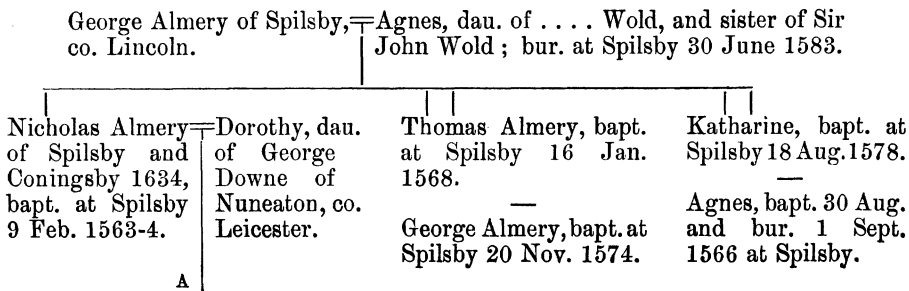 George Almery of Spilsby,
co. Lincoln.
Agnes, dau. of . . . . Wold, and sister of Sir
John Wold ; bur. at Spilsby 30 June 1583.
Nicholas Almery
of Spilsby and
Coningsby 1634,
bapt. at Spilsby
9 Feb. 1563-4.
Dorothy, dau.
of George
Downe of
Nuneaton, co.
Leicester.
Thomas Almery, bapt.
at Spilsby 16 Jan.
1568.
—
George Almery, bapt. at
Spilsby 20 Nov. 1574.
Katharine, bapt. at
Spilsby 18 Aug. 1578.
—
Agnes, bapt. 30 Aug.
and bur. 1 Sept.
1566 at Spilsby.
A